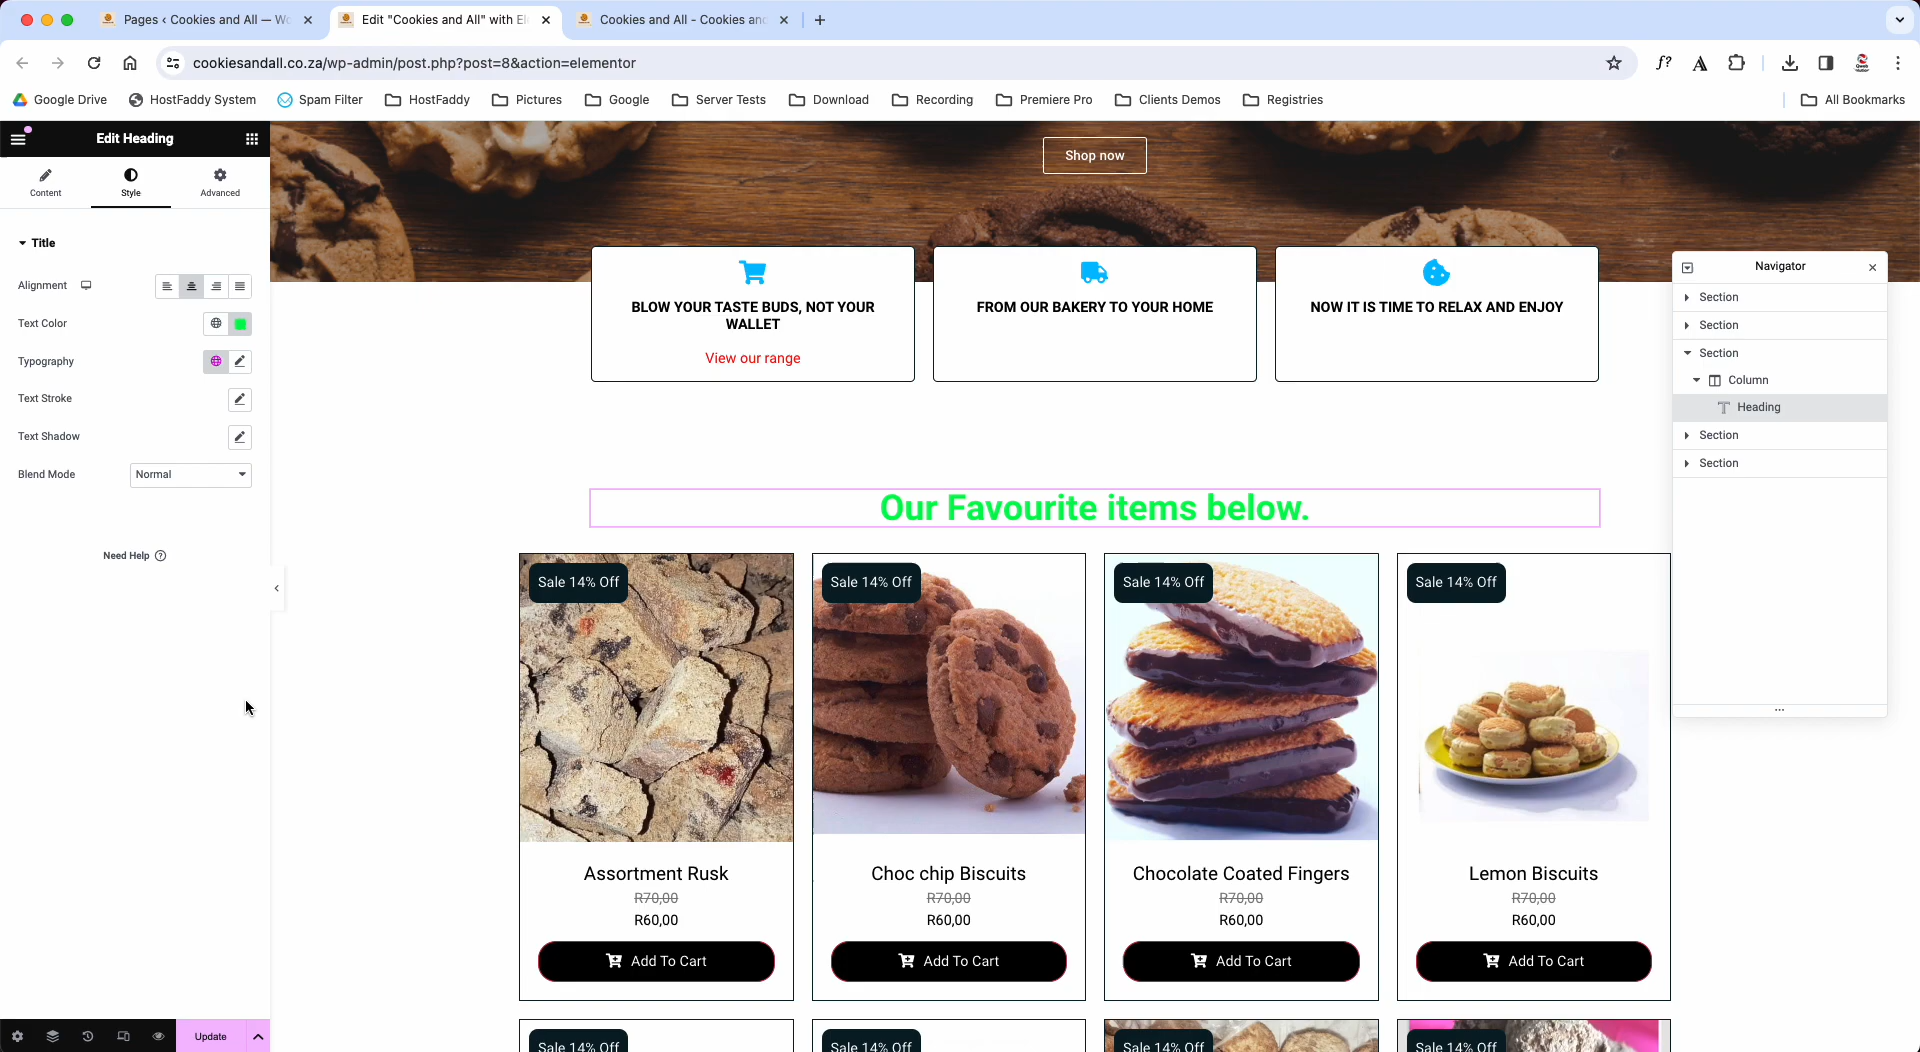 Pages ‹ Cookies and All — Wo
Edit "Cookies and All" with Ele
Cookies and All - Cookies and
cookiesandall.co.za/wp-admin/post.php?post=8&action=elementor
f?
A
Google Drive
HostFaddy System
Spam Filter
HostFaddy
Pictures
Google
Server Tests
Download
Recording
Premiere Pro
Clients Demos
Registries
All Bookmarks
Edit Heading
Content
Style
Advanced
Title
Alignment
Text Color
Typography
Text Stroke
Text Shadow
Blend Mode
Normal
Need Help
Update
Shop now
BLOW YOUR TASTE BUDS, NOT YOUR
WALLET
View our range
FROM OUR BAKERY TO YOUR HOME
NOW IT IS TIME TO RELAX AND ENJOY
Navigator
Section
Section
Section
Column
Heading
Section
Section
Our Favourite items below.
Sale 14% Off
Sale 14% Off
Sale 14% Off
Sale 14% Off
Assortment Rusk
R70,00
R60,00
Add To Cart
Choc chip Biscuits
R70,00
R60,00
Add To Cart
Chocolate Coated Fingers
R70,00
R60,00
Add To Cart
Lemon Biscuits
R70,00
R60,00
Add To Cart
Sale 14% Off
Sale 14% Off
Sale 14% Off
Sale 14% Off